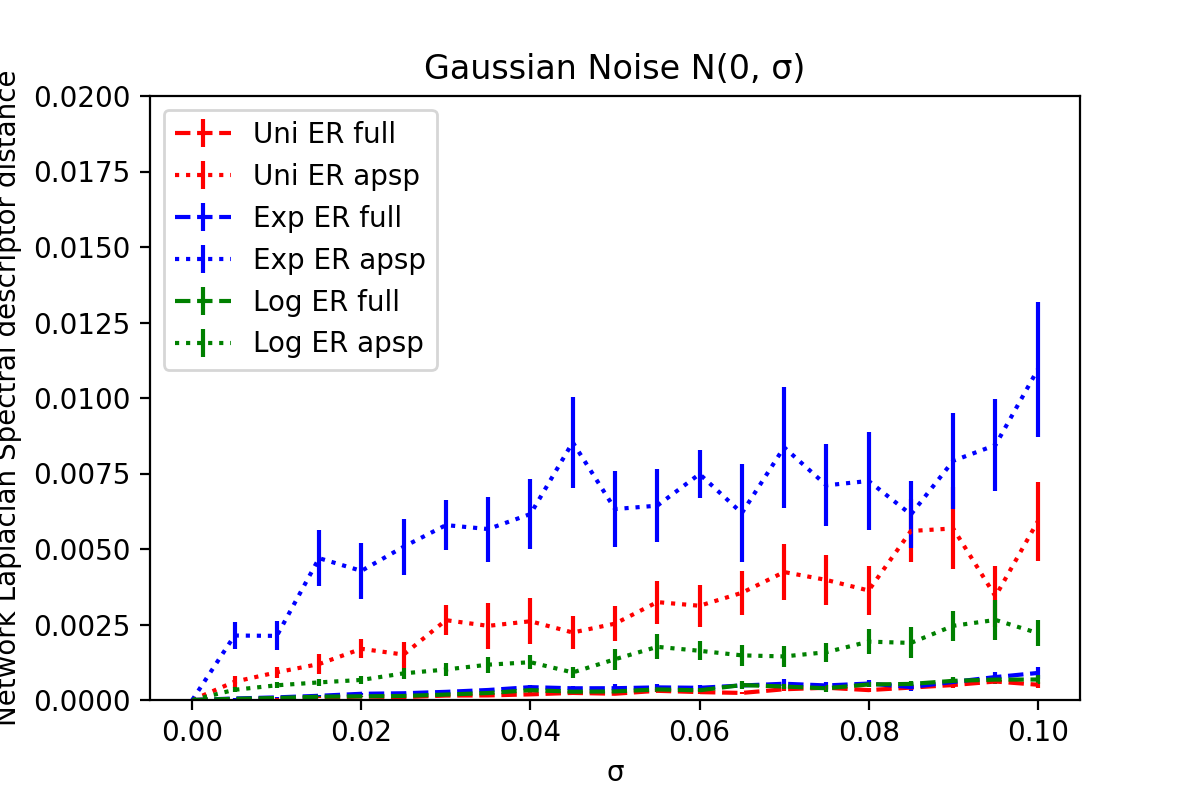 Gaussian Noise N(0, σ)
Network Laplacian Spectral descriptor distance
0.0200
0.0175
0.0150
0.0125
0.0100
0.0075
0.0050
0.0025
0.0000
Uni ER full
Uni ER apsp
Exp ER full
Exp ER apsp
Log ER full
Log ER apsp
0.00 0.02 0.04 0.06 0.08 0.10
σ